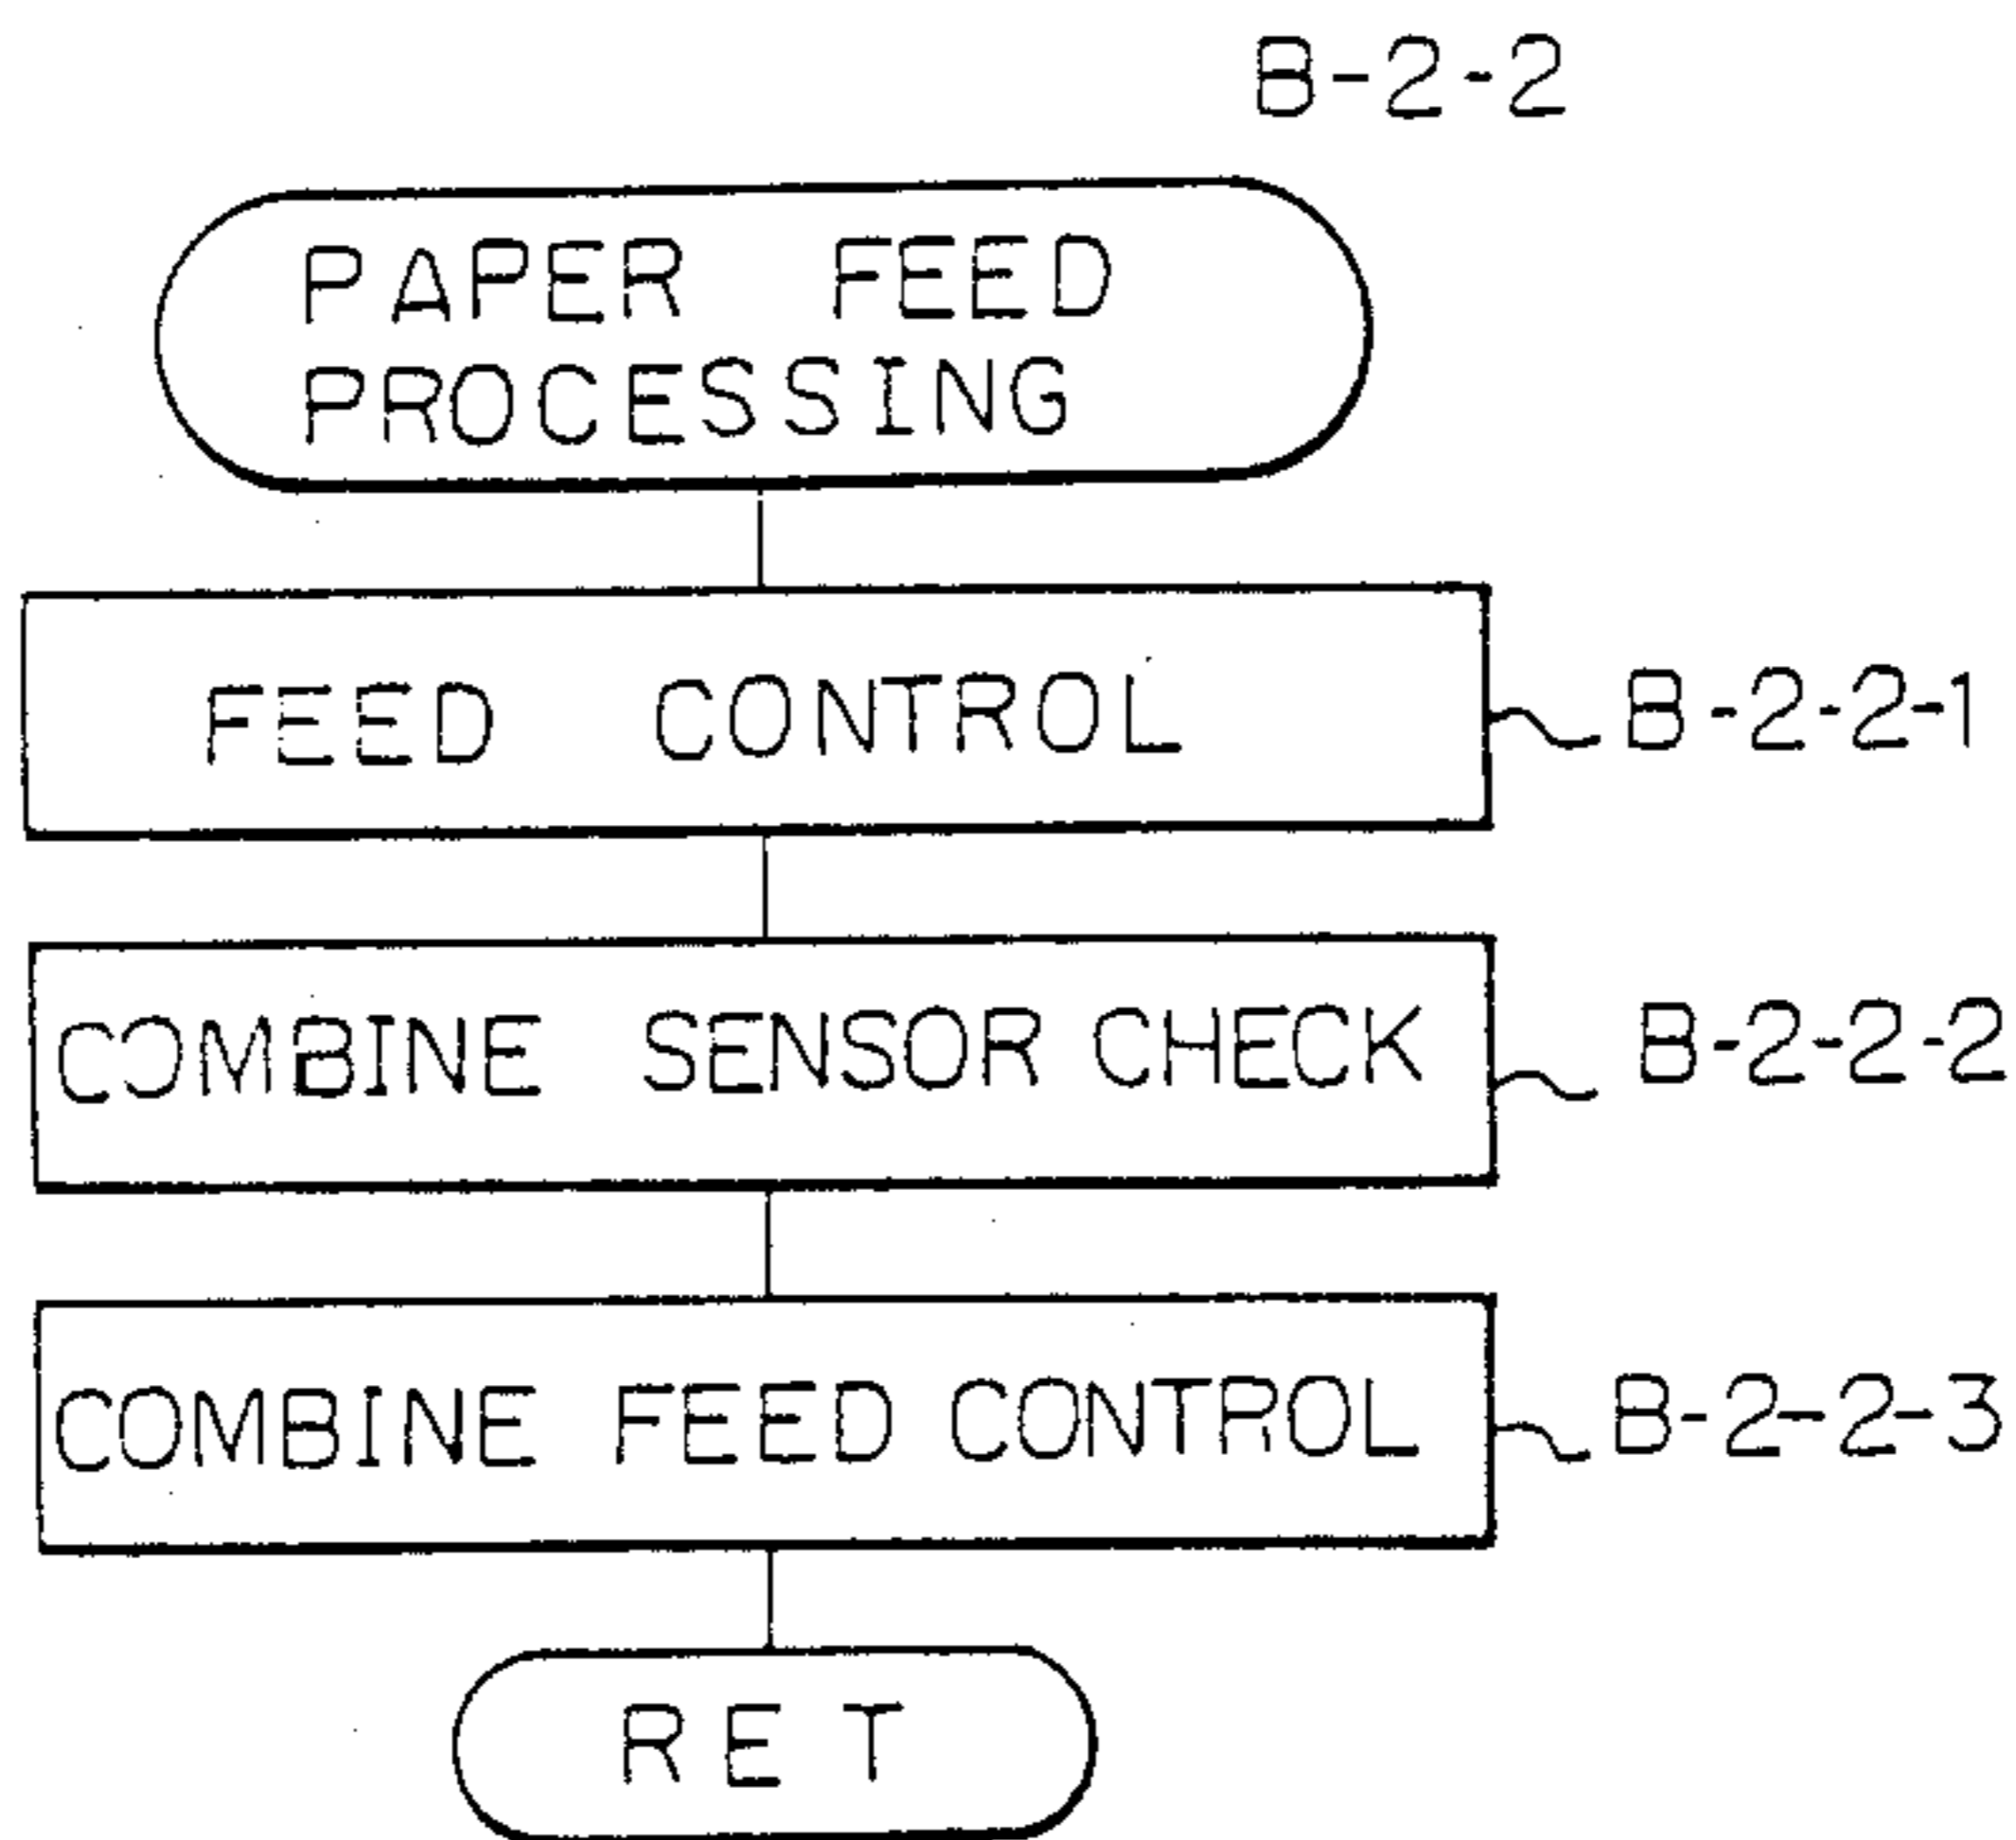 B-2-2
PAPER FEED
PROCESSING
FEED CONTROL
B-2-2-1
COMBINE SENSOR CHECK
B-2-2-2
COMBINE FEED CONTROL
B-2-2-3
RET